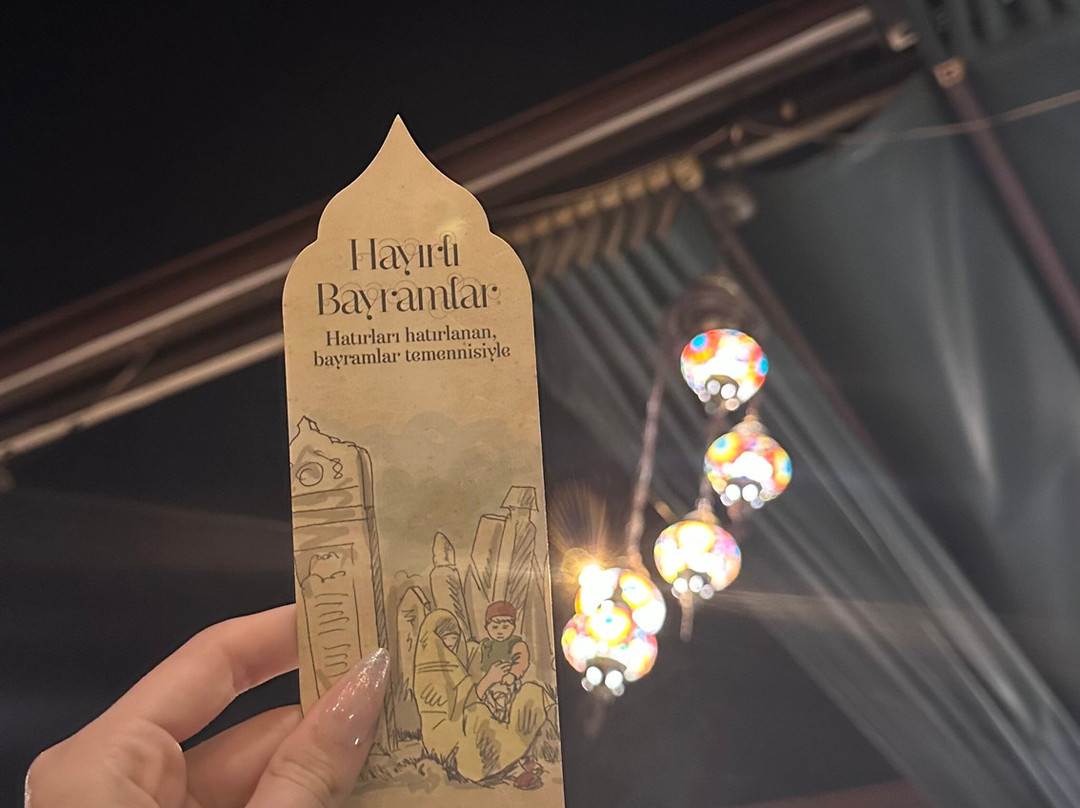 Hayırlı
Bayramlar
Hatırları hatırlanan,
bayramlar temennisiyle